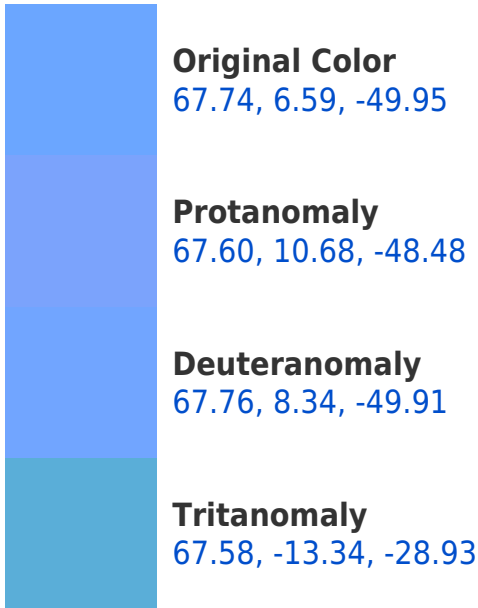 Original Color
67.74, 6.59, -49.95
Protanomaly
67.60, 10.68, -48.48
Deuteranomaly
67.76, 8.34, -49.91
Tritanomaly
67.58, -13.34, -28.93